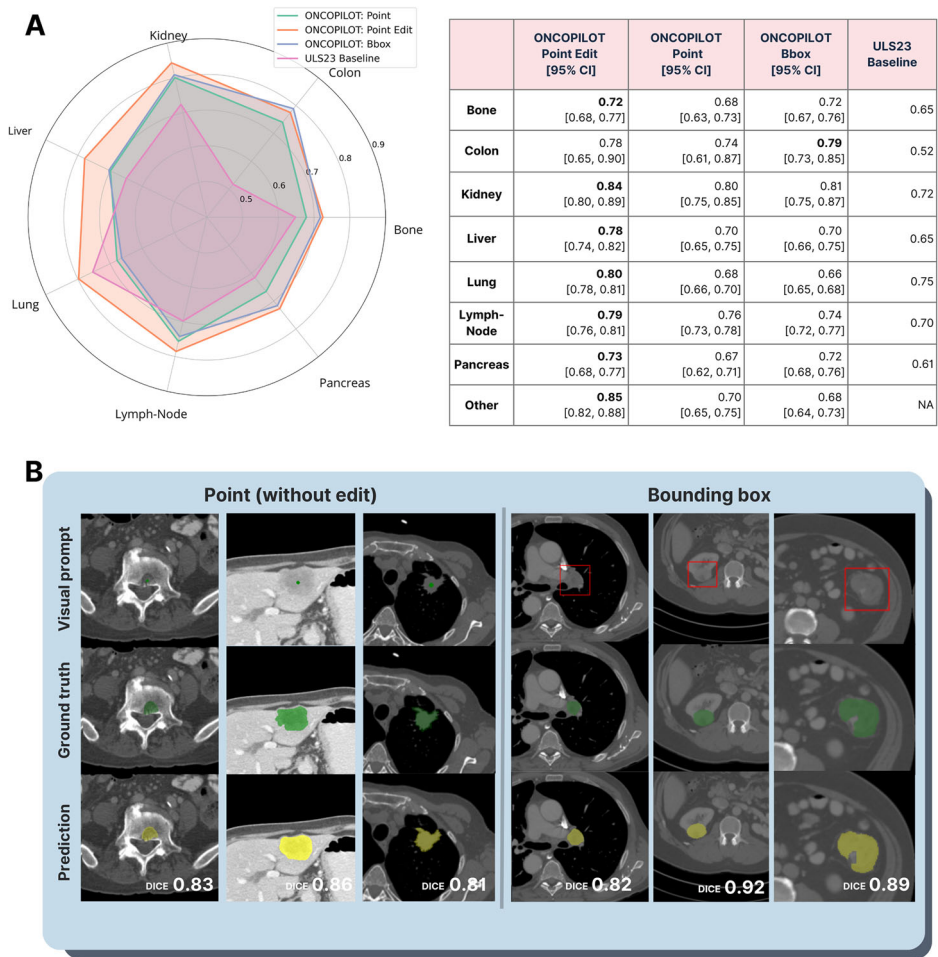 A
ONCOPILOT: Point
ONCOPILOT: Point Edit
ONCOPILOT: Bbox
ULS23 Baseline
Kidney
Colon
Liver
0.9
0.8
0.7
0.6
0.5
Bone
Lung
Pancreas
Lymph-Node
ONCOPILOT Point Edit [95% CI]
ONCOPILOT Point [95% CI]
ONCOPILOT Bbox [95% CI]
ULS23 Baseline
Bone 0.72 [0.68, 0.77] 0.68 [0.63, 0.73] 0.72 [0.67, 0.76] 0.65
Colon 0.78 [0.65, 0.90] 0.74 [0.61, 0.87] 0.79 [0.73, 0.85] 0.52
Kidney 0.84 [0.80, 0.89] 0.80 [0.75, 0.85] 0.81 [0.75, 0.87] 0.72
Liver 0.78 [0.74, 0.82] 0.70 [0.65, 0.75] 0.70 [0.66, 0.75] 0.65
Lung 0.80 [0.78, 0.81] 0.68 [0.66, 0.70] 0.66 [0.65, 0.68] 0.75
Lymph-Node 0.79 [0.76, 0.81] 0.76 [0.73, 0.78] 0.74 [0.72, 0.77] 0.70
Pancreas 0.73 [0.68, 0.77] 0.67 [0.62, 0.71] 0.72 [0.68, 0.76] 0.61
Other 0.85 [0.82, 0.88] 0.70 [0.65, 0.75] 0.68 [0.64, 0.73] NA
B
Point (without edit)
Bounding box
Visual prompt
Ground truth
Prediction
DICE 0.83
DICE 0.86
DICE 0.81
DICE 0.82
DICE 0.92
DICE 0.89